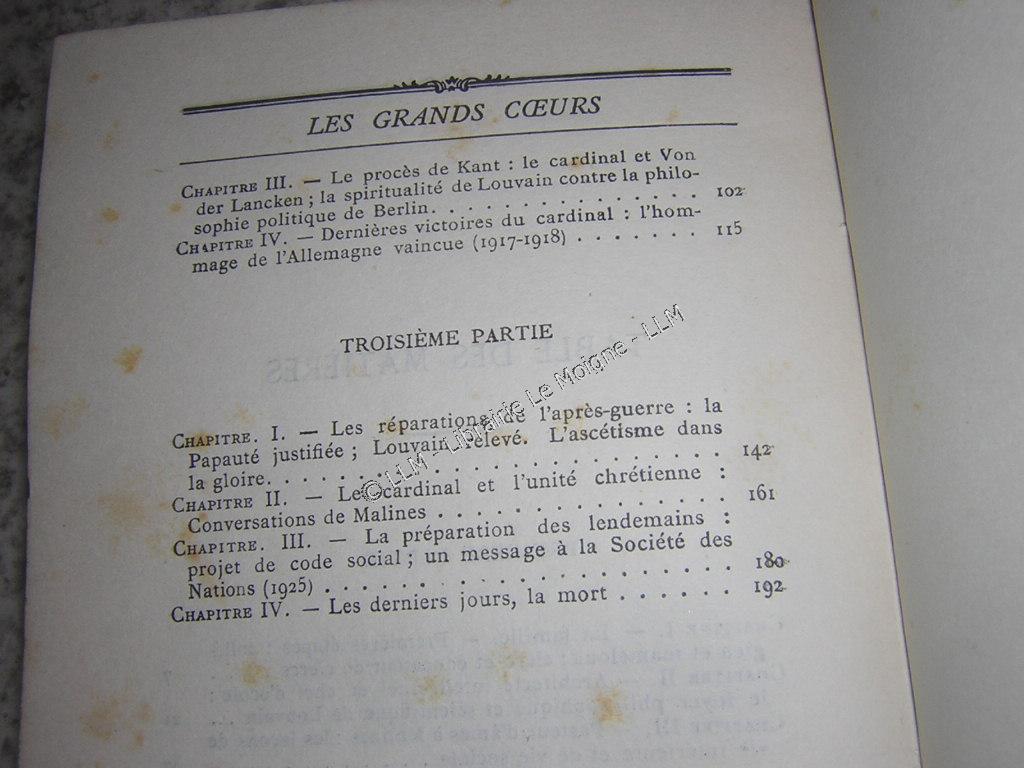 LES GRANDS CŒURS
CHAPITRE III. — Le procès de Kant : le cardinal et Von
der Lancken ; la spiritualité de Louvain contre la philo-
sophie politique de Berlin. . . . . . . . . . . . . . . 102
CHAPITRE IV. — Dernières victoires du cardinal : l'hom-
mage de l'Allemagne vaincue (1917-1918) . . . . . . . 115
TROISIÈME PARTIE
TABLE DES MATIÈRES
CHAPITRE. I. — Les réparations de l'après-guerre : la
Papauté justifiée ; Louvain relevé. L'ascétisme dans
la gloire. . . . . . . . . . . . . . . . . . . . . . . 142
CHAPITRE II. — Le cardinal et l'unité chrétienne :
Conversations de Malines . . . . . . . . . . . . . . 161
CHAPITRE. III. — La préparation des lendemains :
projet de code social ; un message à la Société des
Nations (1925) . . . . . . . . . . . . . . . . . . . 180
CHAPITRE IV. — Les derniers jours, la mort . . . . . . 192
© LLM - Librairie Le Moigne - LLM